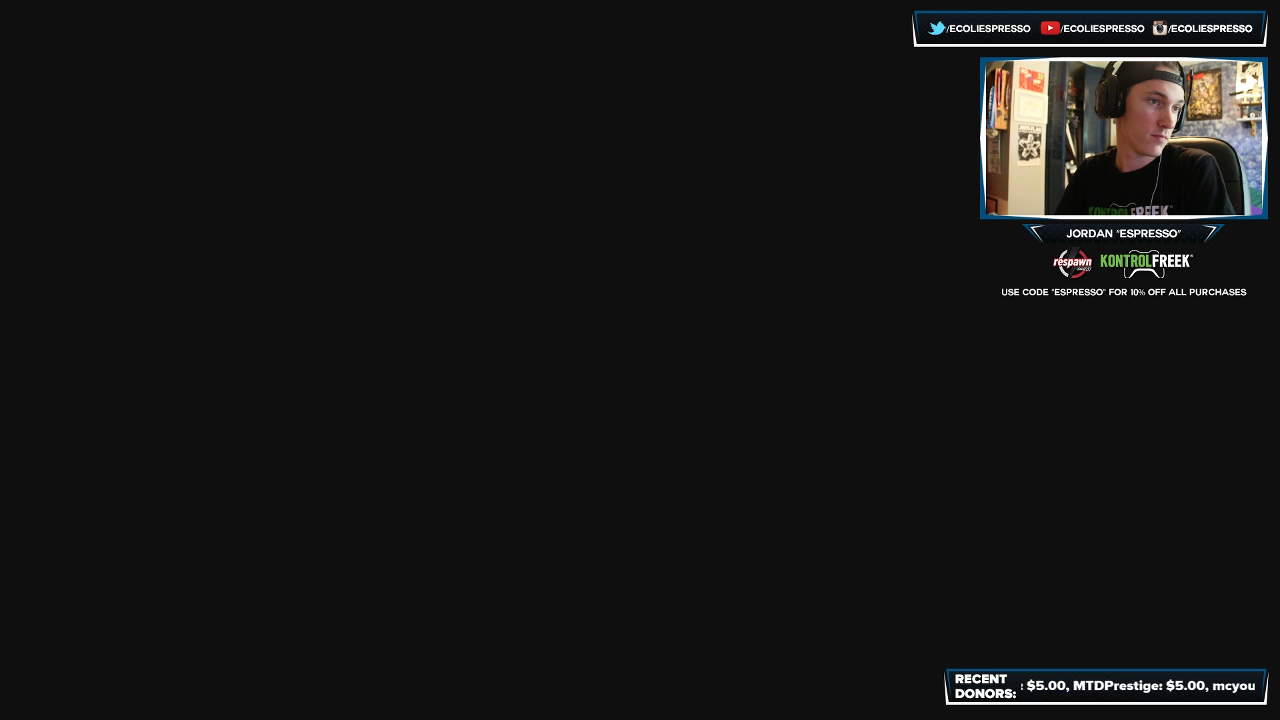 /ECOLIESPRESSO /ECOLIESPRESSO /ECOLIESPRESSO
KONTROLFREEK
JORDAN "ESPRESSO"
respawn KONTROLFREEK
USE CODE "ESPRESSO" FOR 10% OFF ALL PURCHASES
RECENT
DONORS:
: $5.00, MTDPrestige: $5.00, mcyou